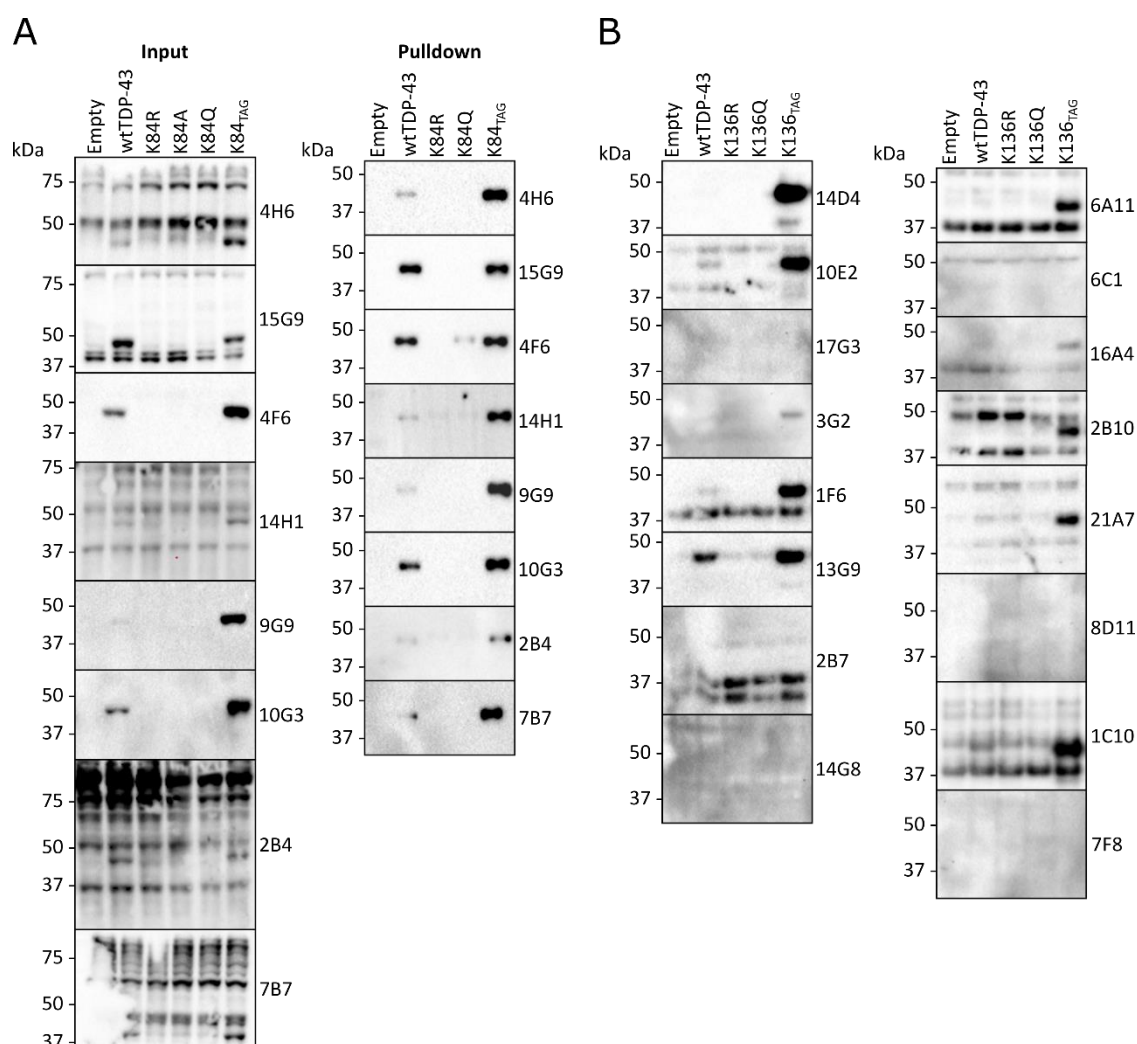 A
B
Input
Pulldown
Empty
wtTDP-43
K84R
K84A
K84Q
K84TAG
kDa
75
50
4H6
75
50
37
15G9
50
37
4F6
75
50
37
14H1
50
37
9G9
50
37
10G3
75
50
37
2B4
75
50
37
7B7
Empty
wtTDP-43
K84R
K84Q
K84TAG
kDa
50
37
4H6
50
37
15G9
50
37
4F6
50
37
14H1
50
37
9G9
50
37
10G3
50
37
2B4
50
37
7B7
Empty
wtTDP-43
K136R
K136Q
K136TAG
kDa
50
37
14D4
50
37
10E2
50
37
17G3
50
37
3G2
50
37
1F6
50
37
13G9
50
37
2B7
50
37
14G8
Empty
wtTDP-43
K136R
K136Q
K136TAG
kDa
50
37
6A11
50
37
6C1
50
37
16A4
50
37
2B10
50
37
21A7
50
37
8D11
50
37
1C10
50
37
7F8